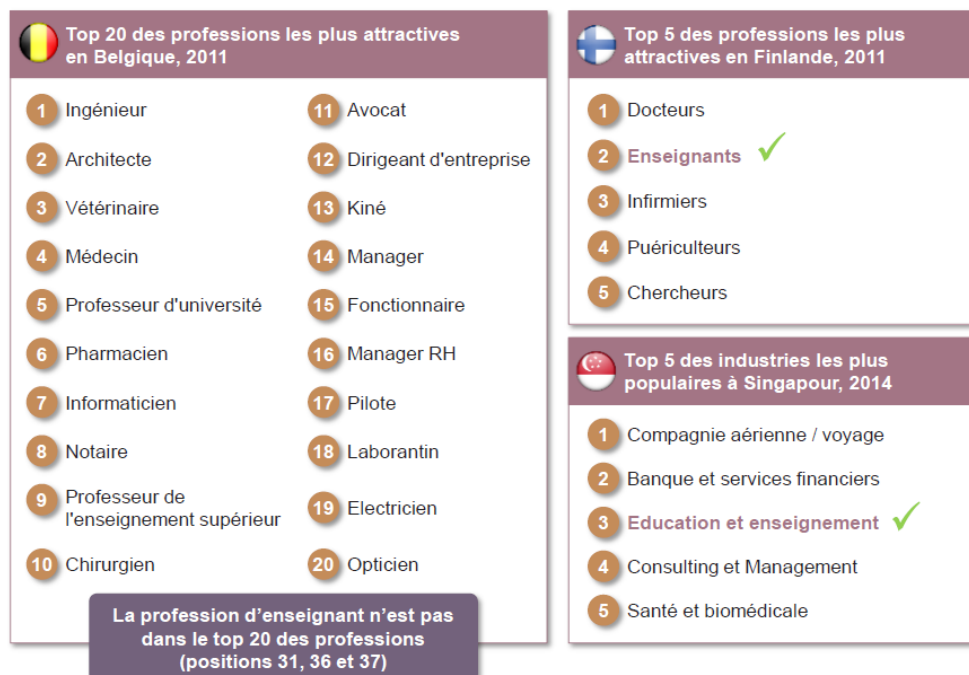 Top 20 des professions les plus attractives
en Belgique, 2011
1 Ingénieur
2 Architecte
3 Vétérinaire
4 Médecin
5 Professeur d'université
6 Pharmacien
7 Informaticien
8 Notaire
9 Professeur de
l'enseignement supérieur
10 Chirurgien
11 Avocat
12 Dirigeant d'entreprise
13 Kiné
14 Manager
15 Fonctionnaire
16 Manager RH
17 Pilote
18 Laborantin
19 Electricien
20 Opticien
La profession d’enseignant n’est pas
dans le top 20 des professions
(positions 31, 36 et 37)
Top 5 des professions les plus
attractives en Finlande, 2011
1 Docteurs
2 Enseignants
3 Infirmiers
4 Puériculteurs
5 Chercheurs
Top 5 des industries les plus
populaires à Singapour, 2014
1 Compagnie aérienne / voyage
2 Banque et services financiers
3 Education et enseignement
4 Consulting et Management
5 Santé et biomédicale